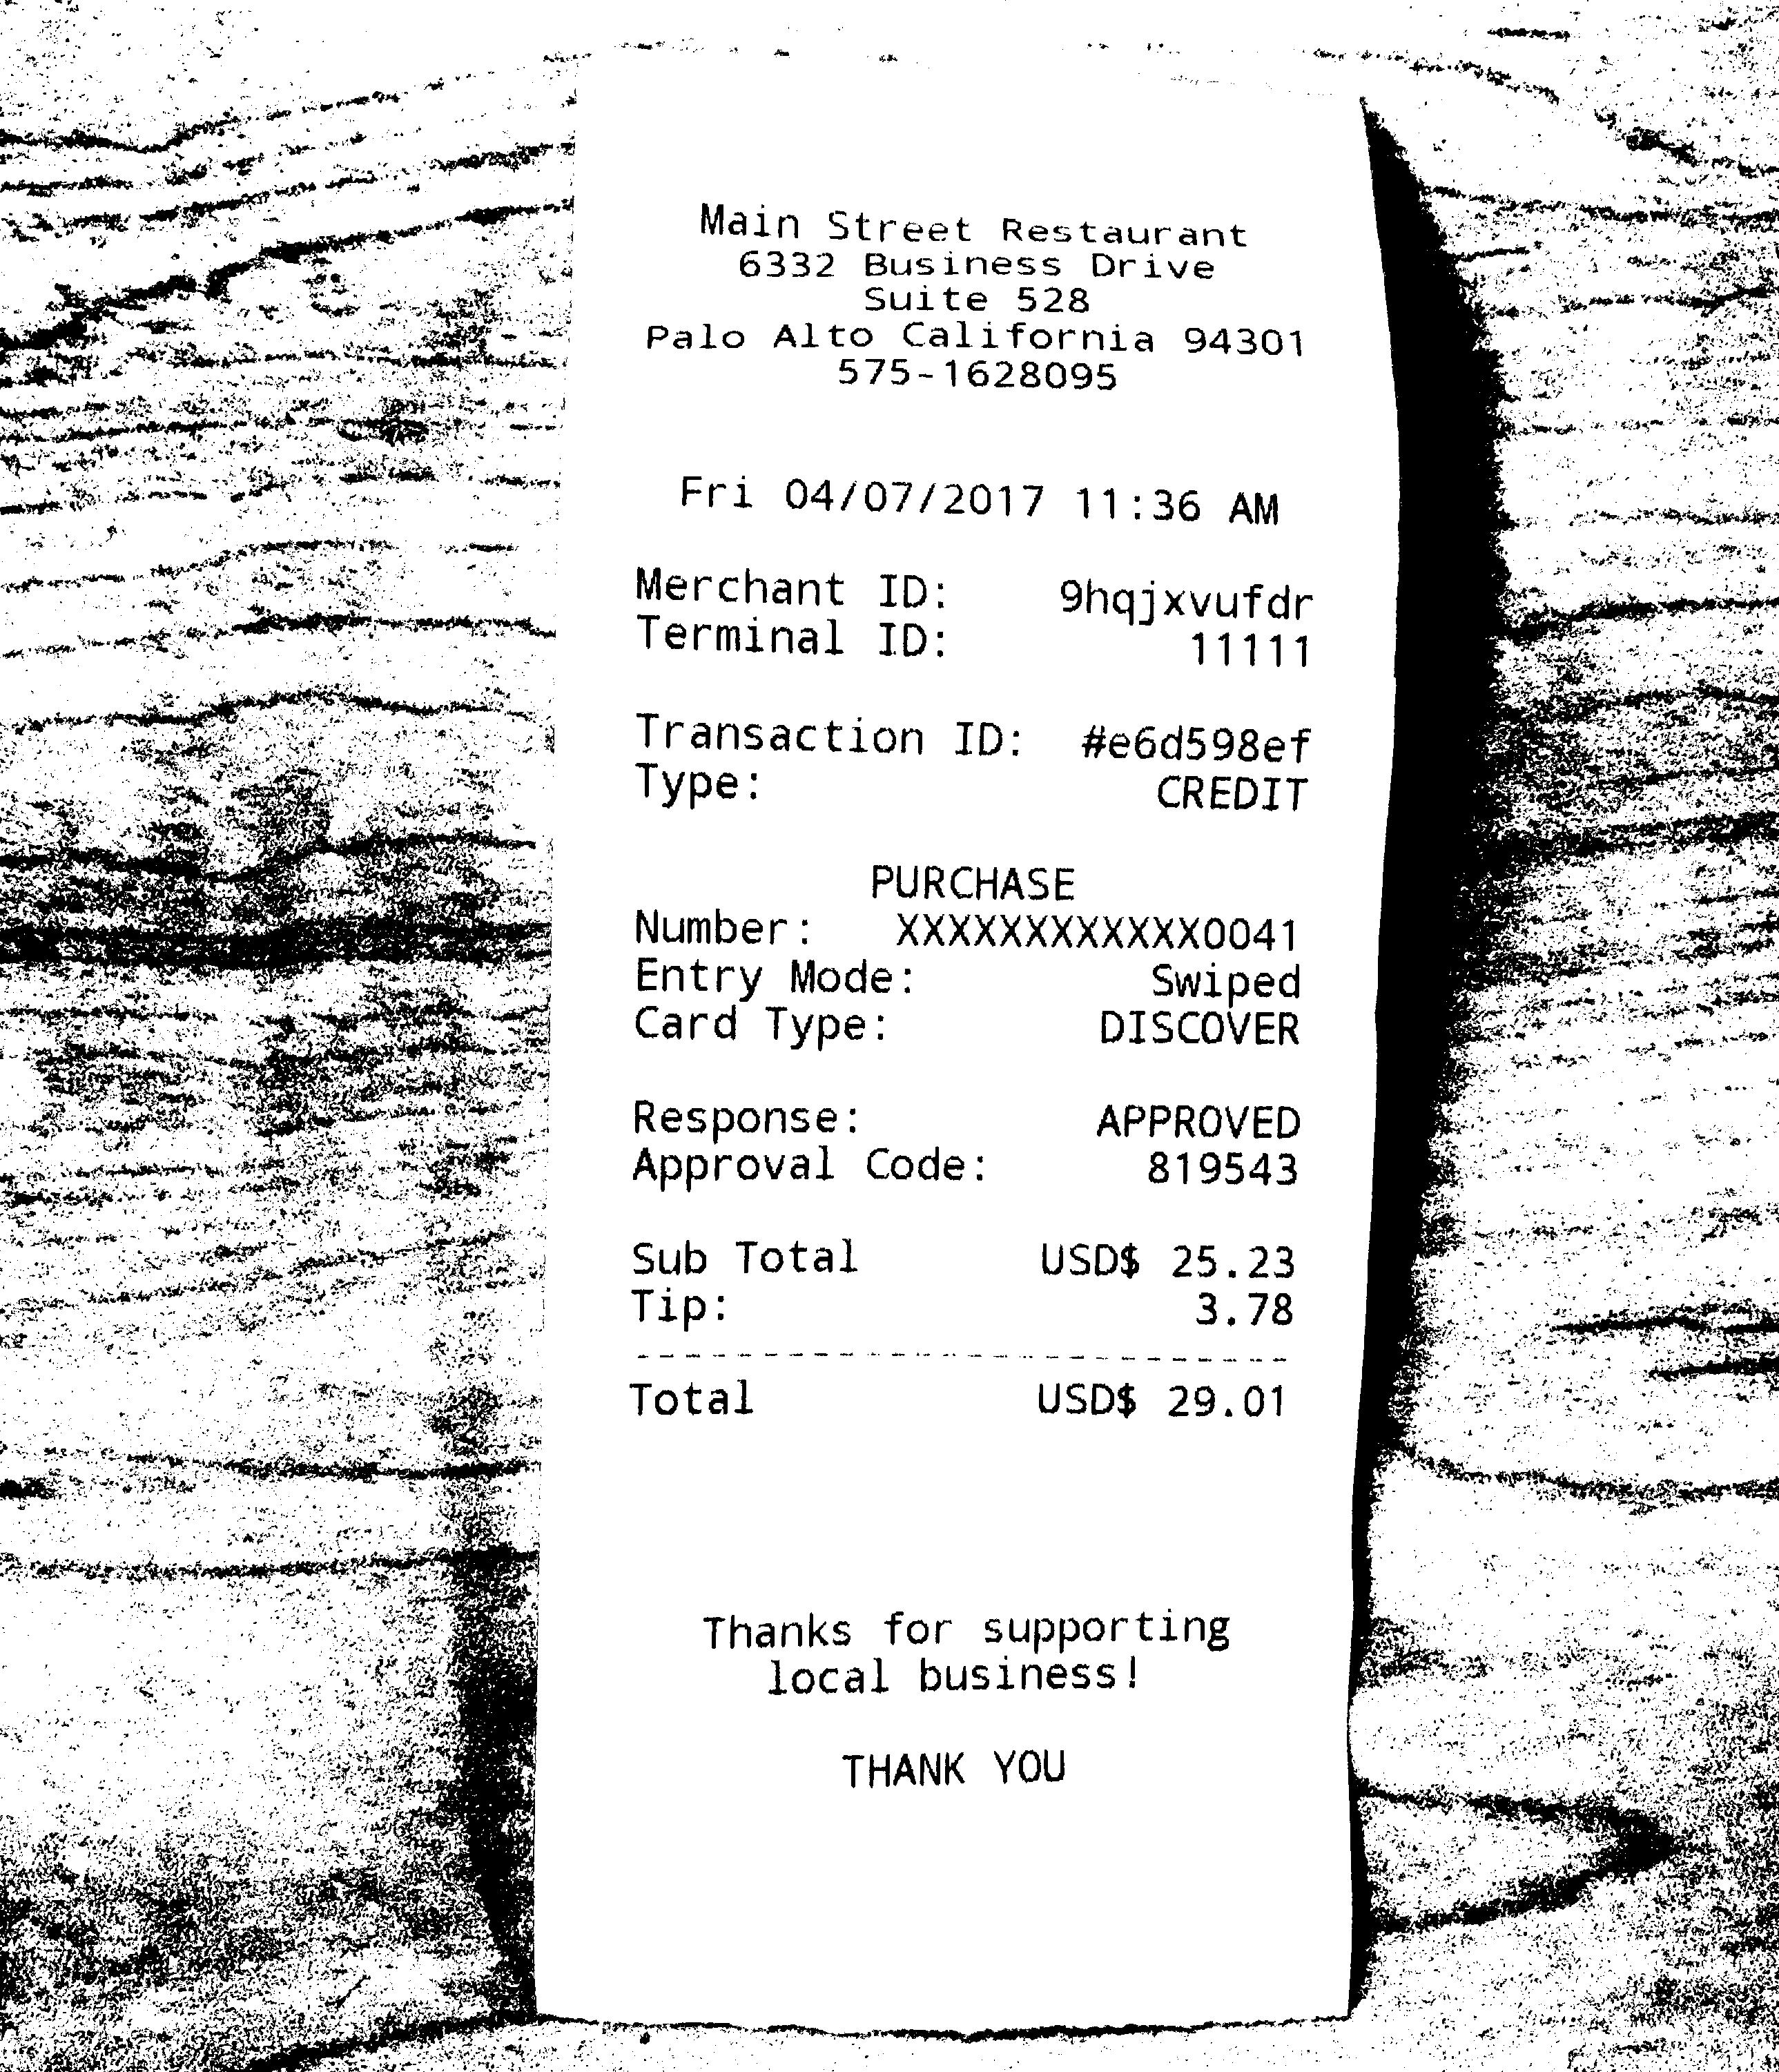 Main Street Restaurant
6332 Business Drive
Suite 528
Palo Alto California 94301
575-1628095
Fri 04/07/2017 11:36 AM
Merchant ID: 9hqjxvufdr
Terminal ID: 11111
Transaction ID: #e6d598ef
Type: CREDIT
PURCHASE
Number: XXXXXXXXXXXX0041
Entry Mode: Swiped
Card Type: DISCOVER
Response: APPROVED
Approval Code: 819543
Sub Total USD$ 25.23
Tip: 3.78
--------------------------
Total USD$ 29.01
Thanks for supporting
local business!
THANK YOU